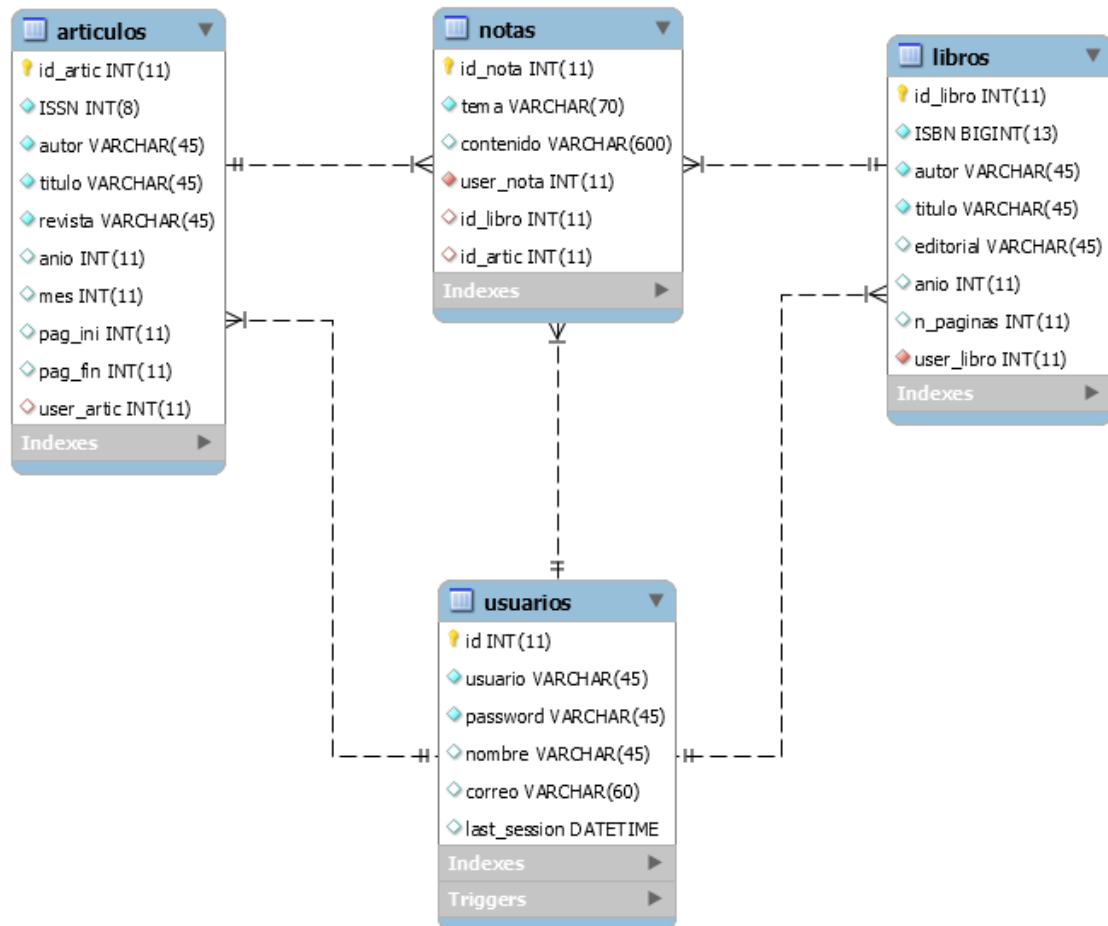 articulos
id_artic INT(11)
ISSN INT(8)
autor VARCHAR(45)
titulo VARCHAR(45)
revista VARCHAR(45)
anio INT(11)
mes INT(11)
pag_ini INT(11)
pag_fin INT(11)
user_artic INT(11)
Indexes
notas
id_nota INT(11)
tema VARCHAR(70)
contenido VARCHAR(600)
user_nota INT(11)
id_libro INT(11)
id_artic INT(11)
Indexes
libros
id_libro INT(11)
ISBN BIGINT(13)
autor VARCHAR(45)
titulo VARCHAR(45)
editorial VARCHAR(45)
anio INT(11)
n_paginas INT(11)
user_libro INT(11)
Indexes
usuarios
id INT(11)
usuario VARCHAR(45)
password VARCHAR(45)
nombre VARCHAR(45)
correo VARCHAR(60)
last_session DATETIME
Indexes
Triggers